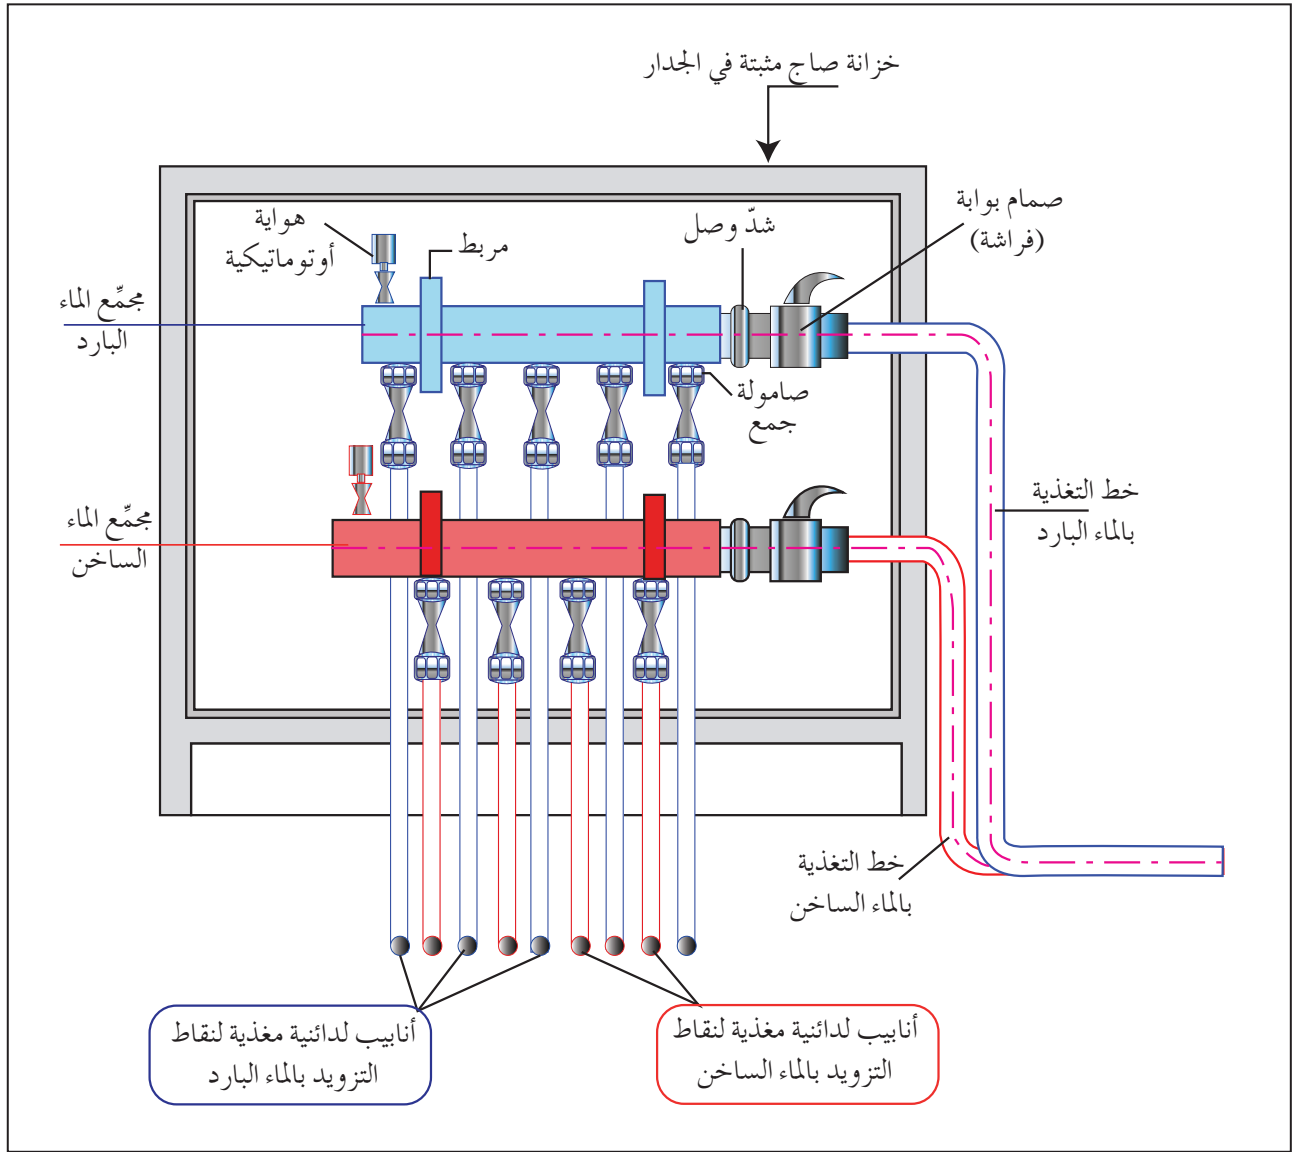 خزانة صاج مثبتة في الجدار
صمام بوابة
(فراشة)
شدّ وصل
هواية
أوتوماتيكية
مربط
مجمِّع الماء
البارد
صامولة
جمع
خط التغذية
بالماء البارد
مجمِّع الماء
الساخن
خط التغذية
بالماء الساخن
أنابيب لدائنية مغذية لنقاط
التزويد بالماء الساخن
أنابيب لدائنية مغذية لنقاط
التزويد بالماء البارد